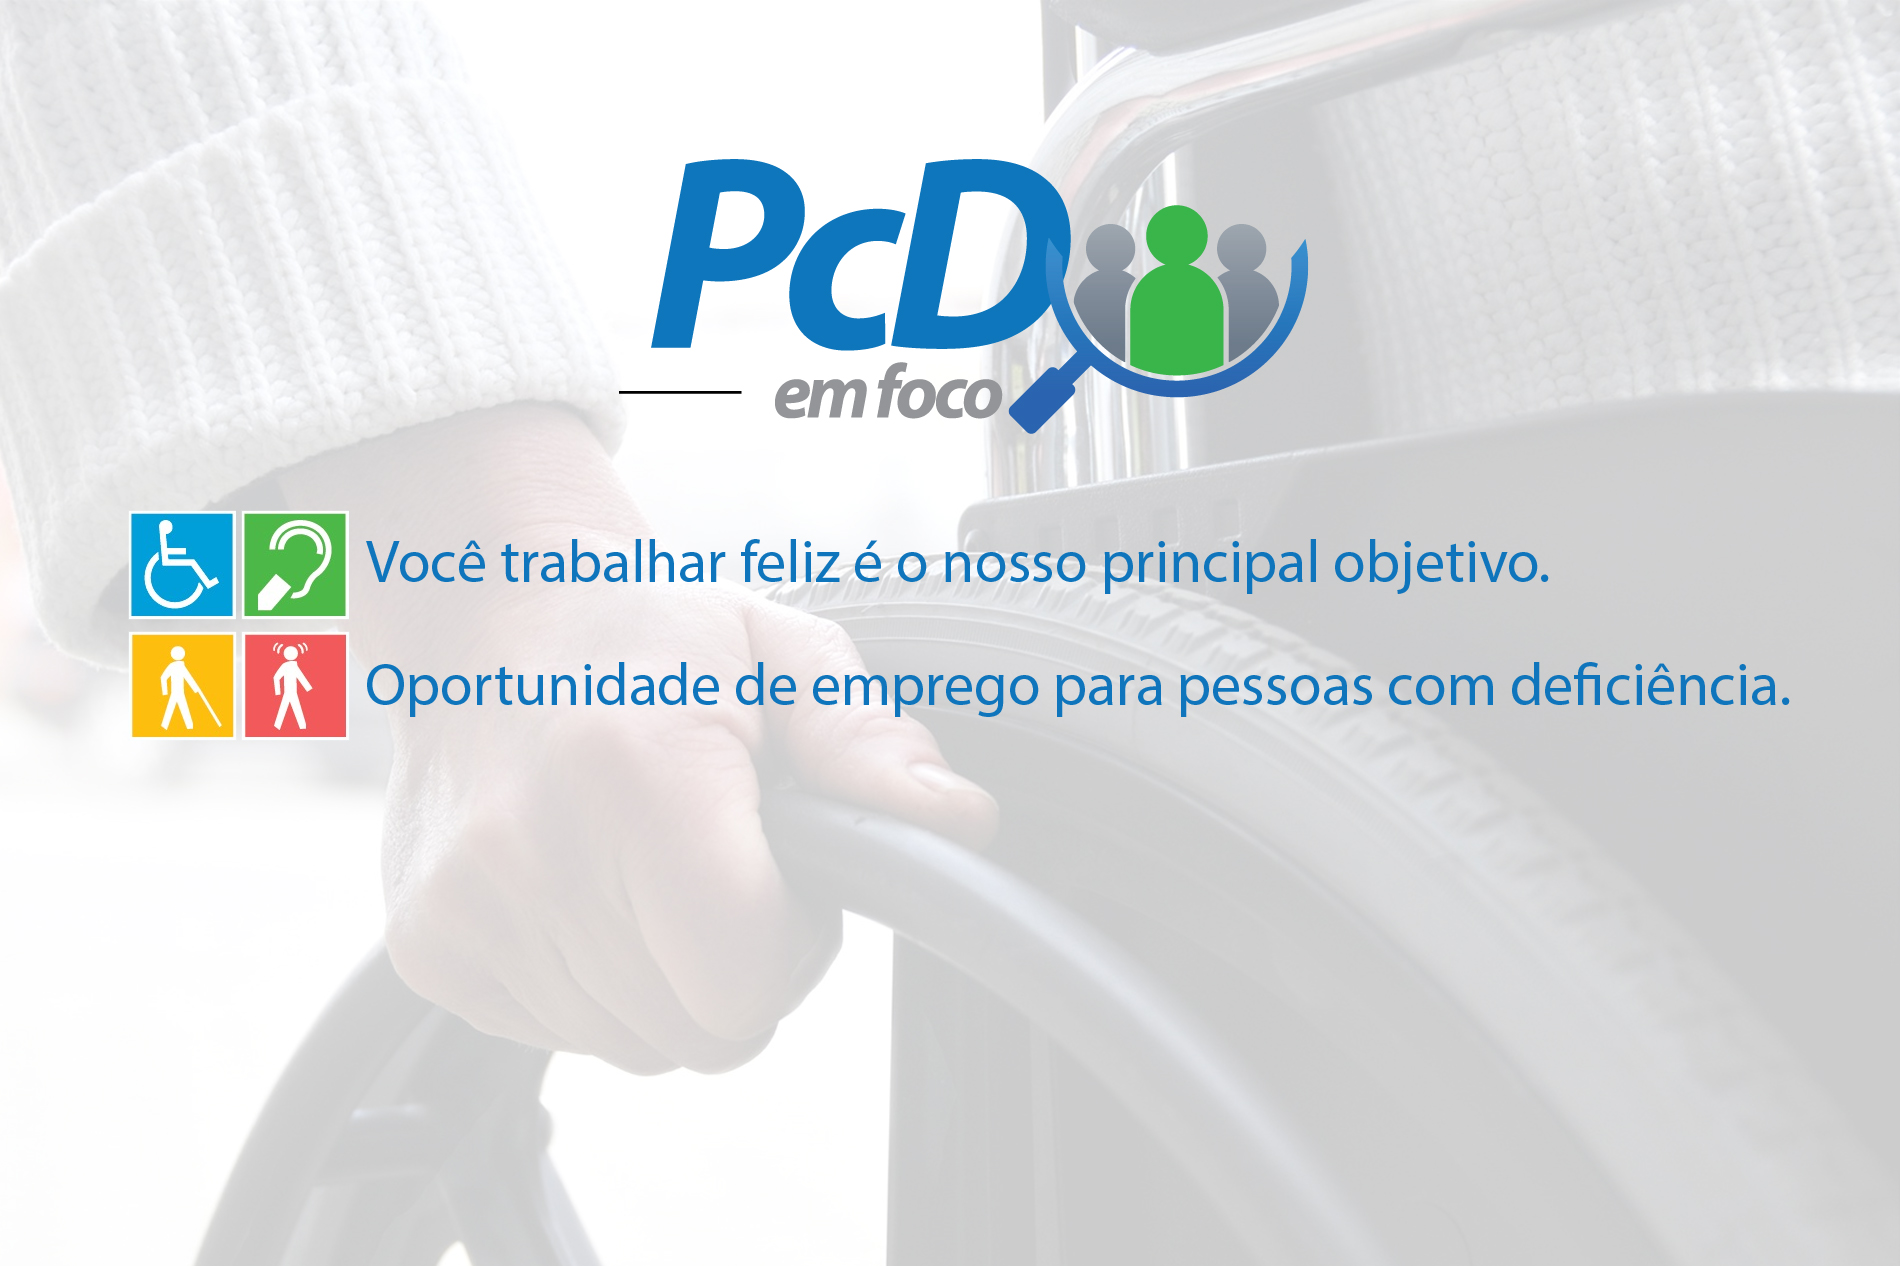 PcD
em foco
Você trabalhar feliz é o nosso principal objetivo.
Oportunidade de emprego para pessoas com deficiência.